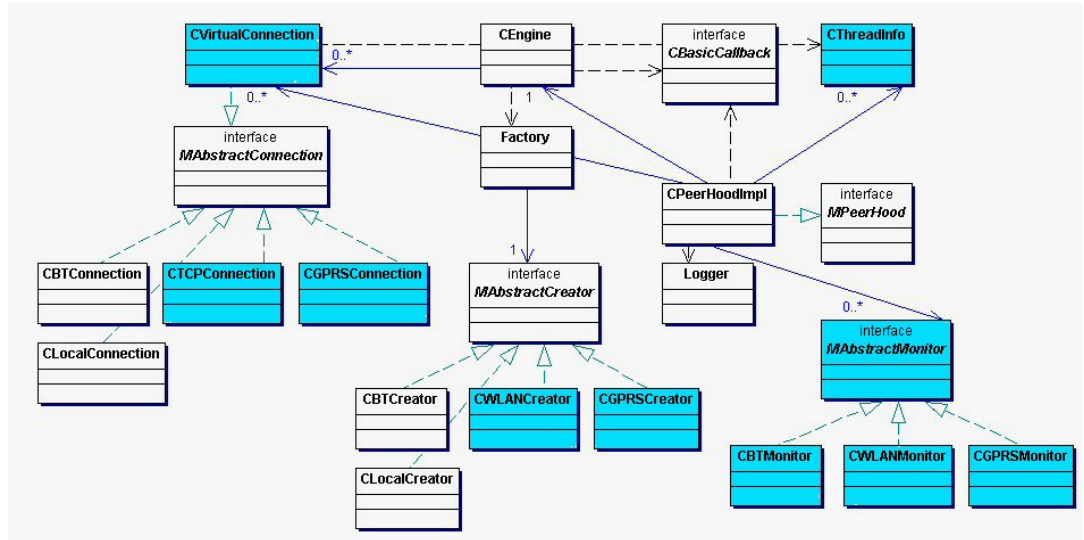 CVirtualConnection
CEngine
interface
CBasicCallback
CThreadInfo
0..*
0..*
1
0..*
interface
MAbstractConnection
Factory
CPeerHoodImpl
interface
MPeerHood
1
CBTConnection
CTCPConnection
CGPRSConnection
interface
MAbstractCreator
Logger
0..*
CLocalConnection
interface
MAbstractMonitor
CBTCreator
CWLANCreator
CGPRSCreator
CBTMonitor
CWLANMonitor
CGPRSMonitor
CLocalCreator